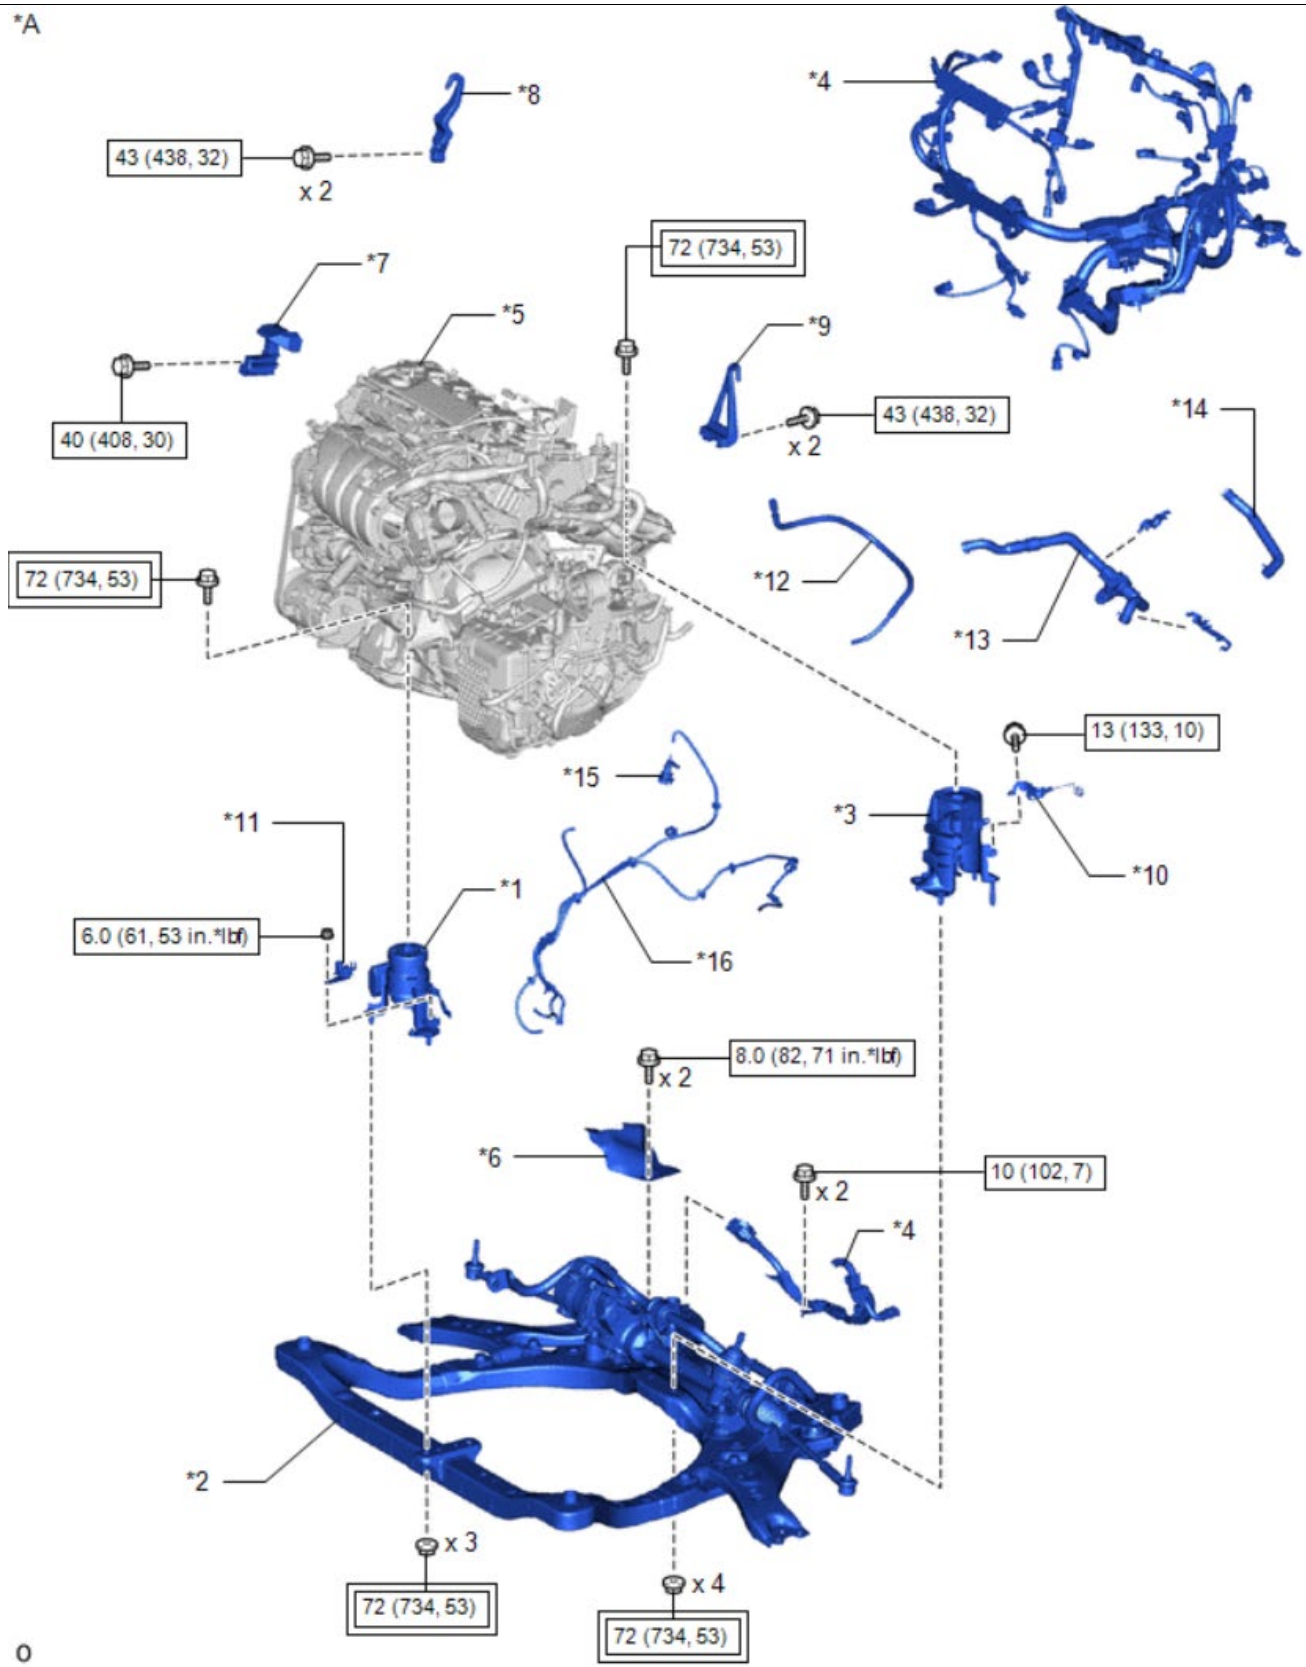 *A
*8
*4
43 (438, 32)
x 2
72 (734, 53)
*7
*5
*9
40 (408, 30)
43 (438, 32)
x 2
*14
72 (734, 53)
*12
*13
13 (133, 10)
*15
*3
*11
*10
*1
6.0 (61, 53 in.*lbf)
*16
8.0 (82, 71 in.*lbf)
x 2
*6
10 (102, 7)
x 2
*4
*2
x 3
x 4
72 (734, 53)
72 (734, 53)
O